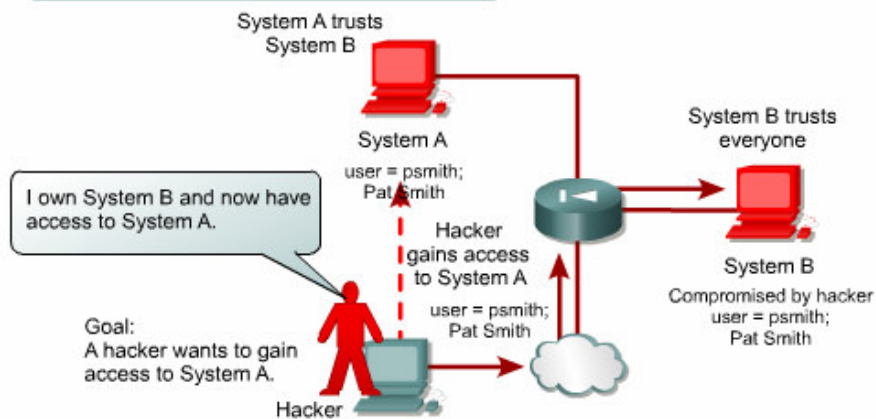 System A trusts
System B
System A
user = psmith;
Pat Smith
System B trusts
everyone
I own System B and now have
access to System A.
Hacker
gains access
to System A
System B
Compromised by hacker
user = psmith;
Pat Smith
user = psmith;
Pat Smith
Goal:
A hacker wants to gain
access to System A.
Hacker